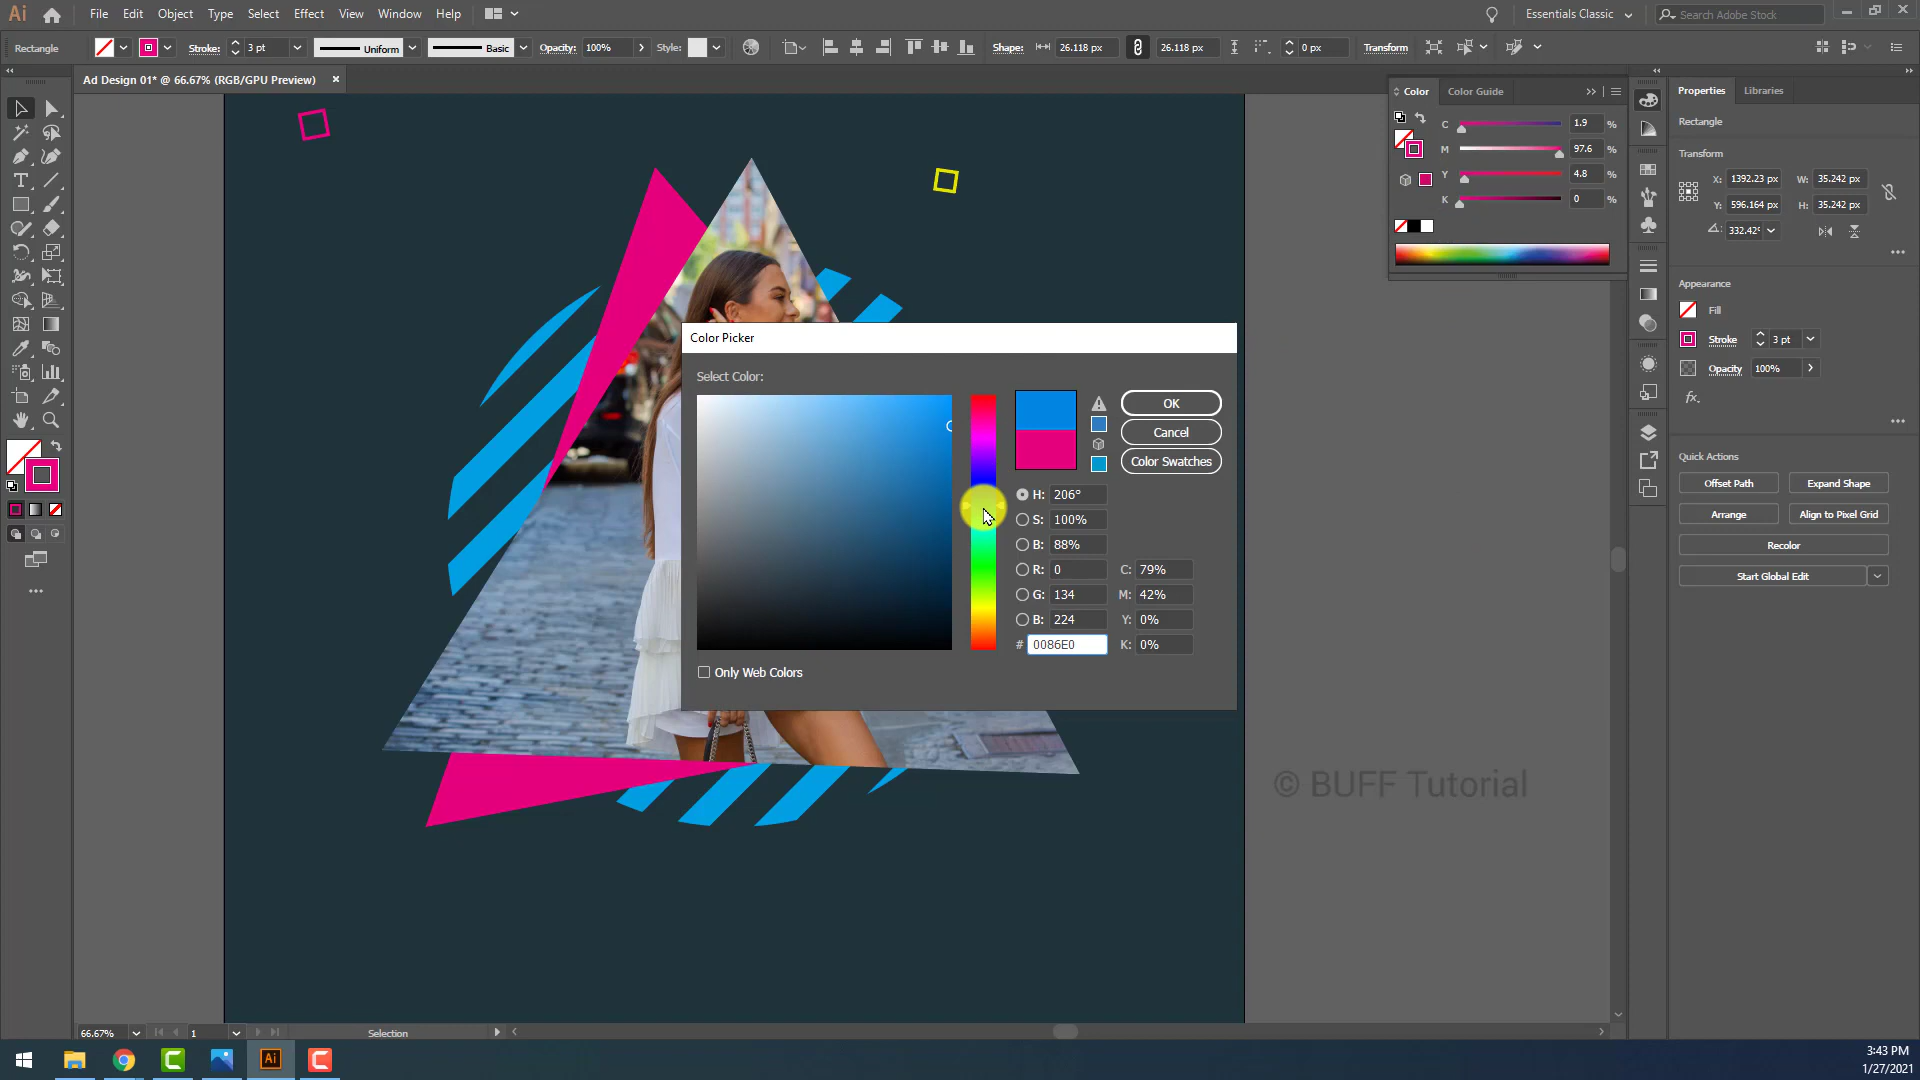 Ai File Edit Object Type Select Effect View Window Help Essentials Classic Search Adobe Stock
Rectangle Stroke: 3 pt Uniform Basic Opacity: 100% Style: Shape: 26.118 px 26.118 px 0 px Transform
Ad Design 01* @ 66.67% (RGB/GPU Preview) ×
Color Color Guide
C 1.9 %
M 97.6 %
Y 4.8 %
K 0 %
Properties Libraries
Rectangle
Transform
X: 1392.23 px W: 35.242 px
Y: 596.164 px H: 35.242 px
332.42°
Appearance
Fill
Stroke 3 pt
Opacity 100%
fx.
Quick Actions
Offset Path Expand Shape
Arrange Align to Pixel Grid
Recolor
Start Global Edit
Color Picker
Select Color:
OK
Cancel
Color Swatches
H: 206°
S: 100%
B: 88%
R: 0 C: 79%
G: 134 M: 42%
B: 224 Y: 0%
# 0086E0 K: 0%
Only Web Colors
© BUFF Tutorial
66.67% 1 Selection
Ai
3:43 PM
1/27/2021